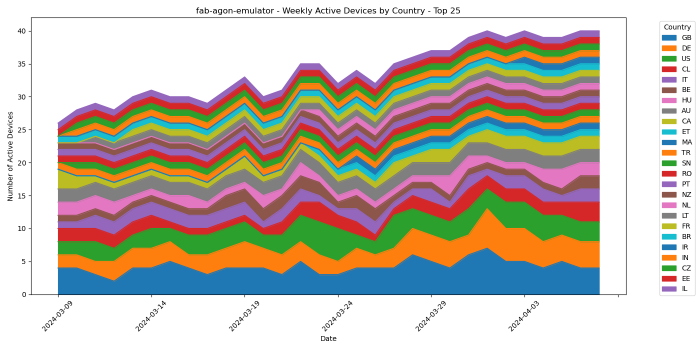 fab-agon-emulator - Weekly Active Devices by Country - Top 25
Number of Active Devices
40
35
30
25
20
15
10
5
0
2024-03-09
2024-03-14
2024-03-19
2024-03-24
2024-03-29
2024-04-03
Date
Country
GB
DE
US
CL
IT
BE
HU
AU
CA
ET
MA
TR
SN
RO
PT
NZ
NL
LT
FR
BR
IR
IN
CZ
EE
IL